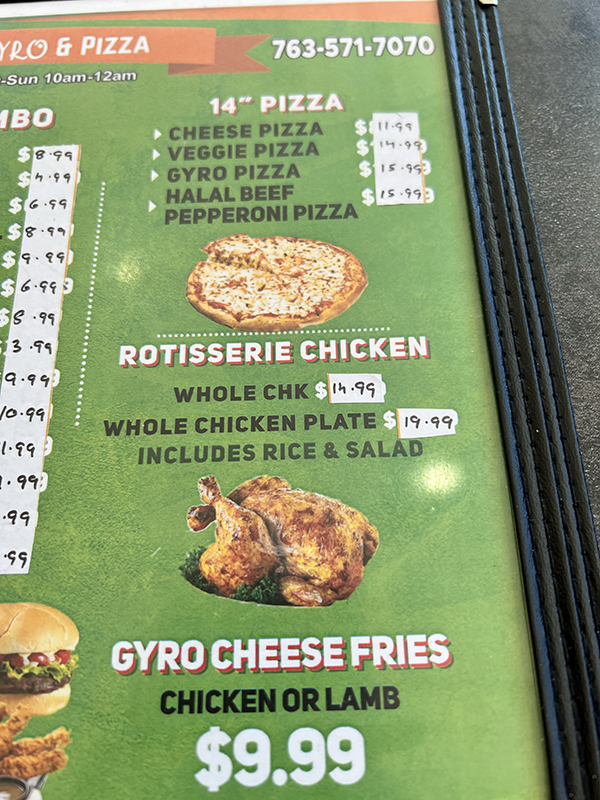 GYRO & PIZZA
763-571-7070
-Sun 10am-12am
MBO
$8.99
$4.99
$6.99
$8.99
$9.99
$6.99
$8.99
$3.99
9.99
10.99
1.99
.99
.99
.99
14" PIZZA
CHEESE PIZZA $11.99
VEGGIE PIZZA $14.99
GYRO PIZZA $15.99
HALAL BEEF $15.99
PEPPERONI PIZZA
ROTISSERIE CHICKEN
WHOLE CHK $14.99
WHOLE CHICKEN PLATE $19.99
INCLUDES RICE & SALAD
GYRO CHEESE FRIES
CHICKEN OR LAMB
$9.99